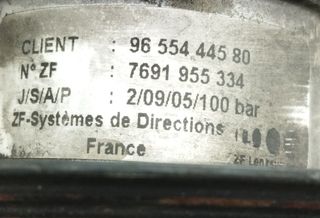 CLIENT : 96 554 445 80
N° ZF : 7691 955 334
J/S/A/P : 2/09/05/100 bar
ZF-Systèmes de Directions
France
ZF